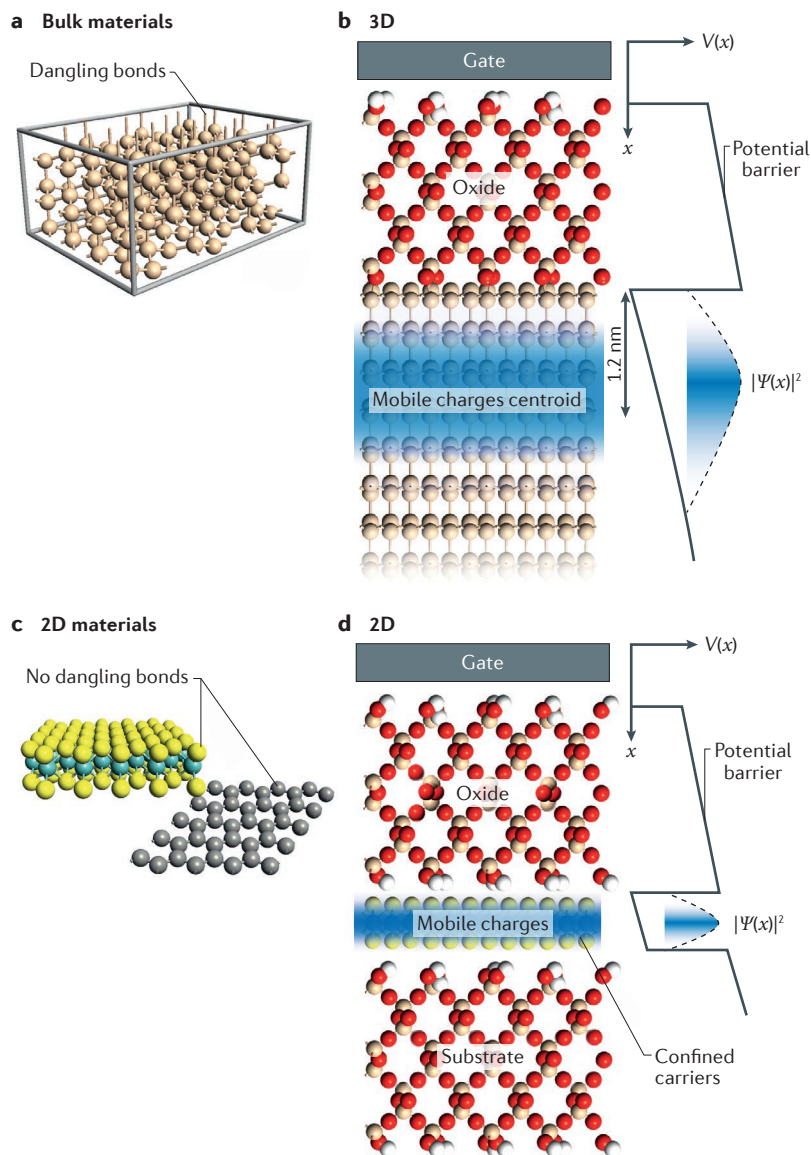 a Bulk materials
Dangling bonds
b 3D
Gate
V(x)
x
Potential
barrier
Oxide
1.2 nm
Mobile charges centroid
|Ψ(x)|²
c 2D materials
No dangling bonds
d 2D
Gate
V(x)
x
Potential
barrier
Oxide
Mobile charges
|Ψ(x)|²
Substrate
Confined
carriers